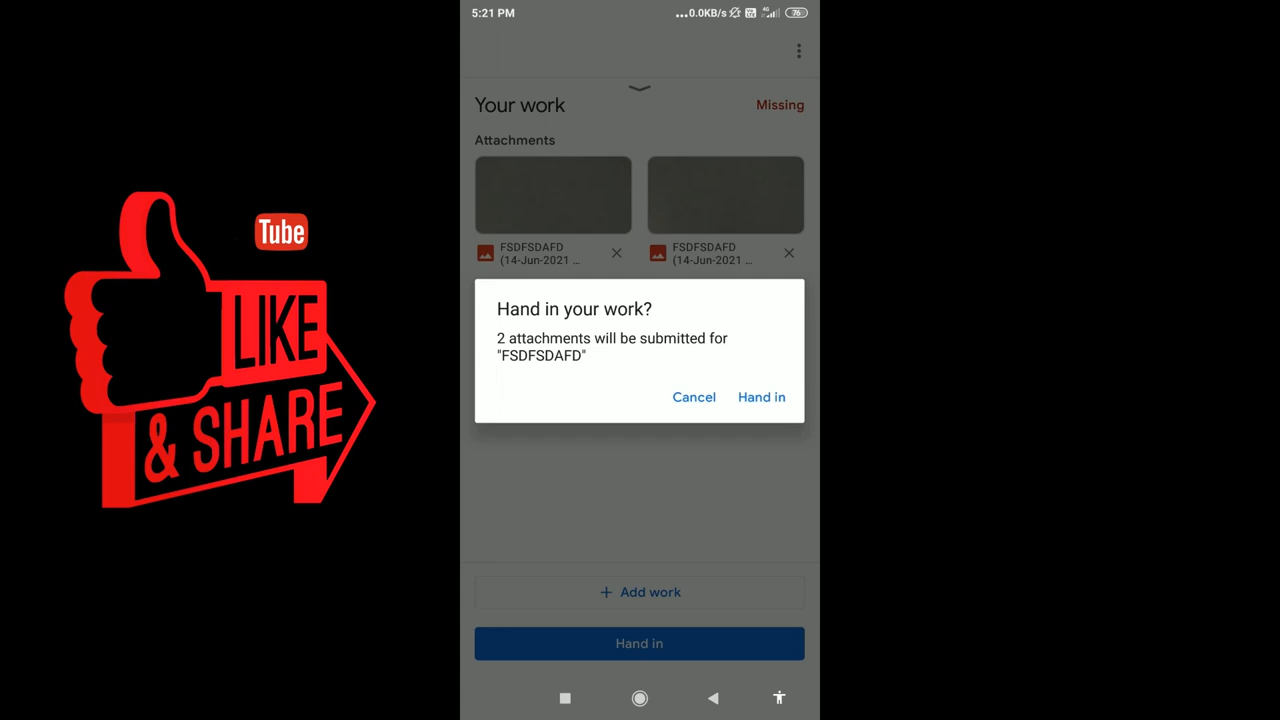 5:21 PM
...0.0KB/s 4G 76
Your work
Missing
Attachments
FSDFSDAFD
(14-Jun-2021 ...
FSDFSDAFD
(14-Jun-2021 ...
Hand in your work?
2 attachments will be submitted for
"FSDFSDAFD"
Cancel Hand in
+ Add work
Hand in
Tube
LIKE
& SHARE